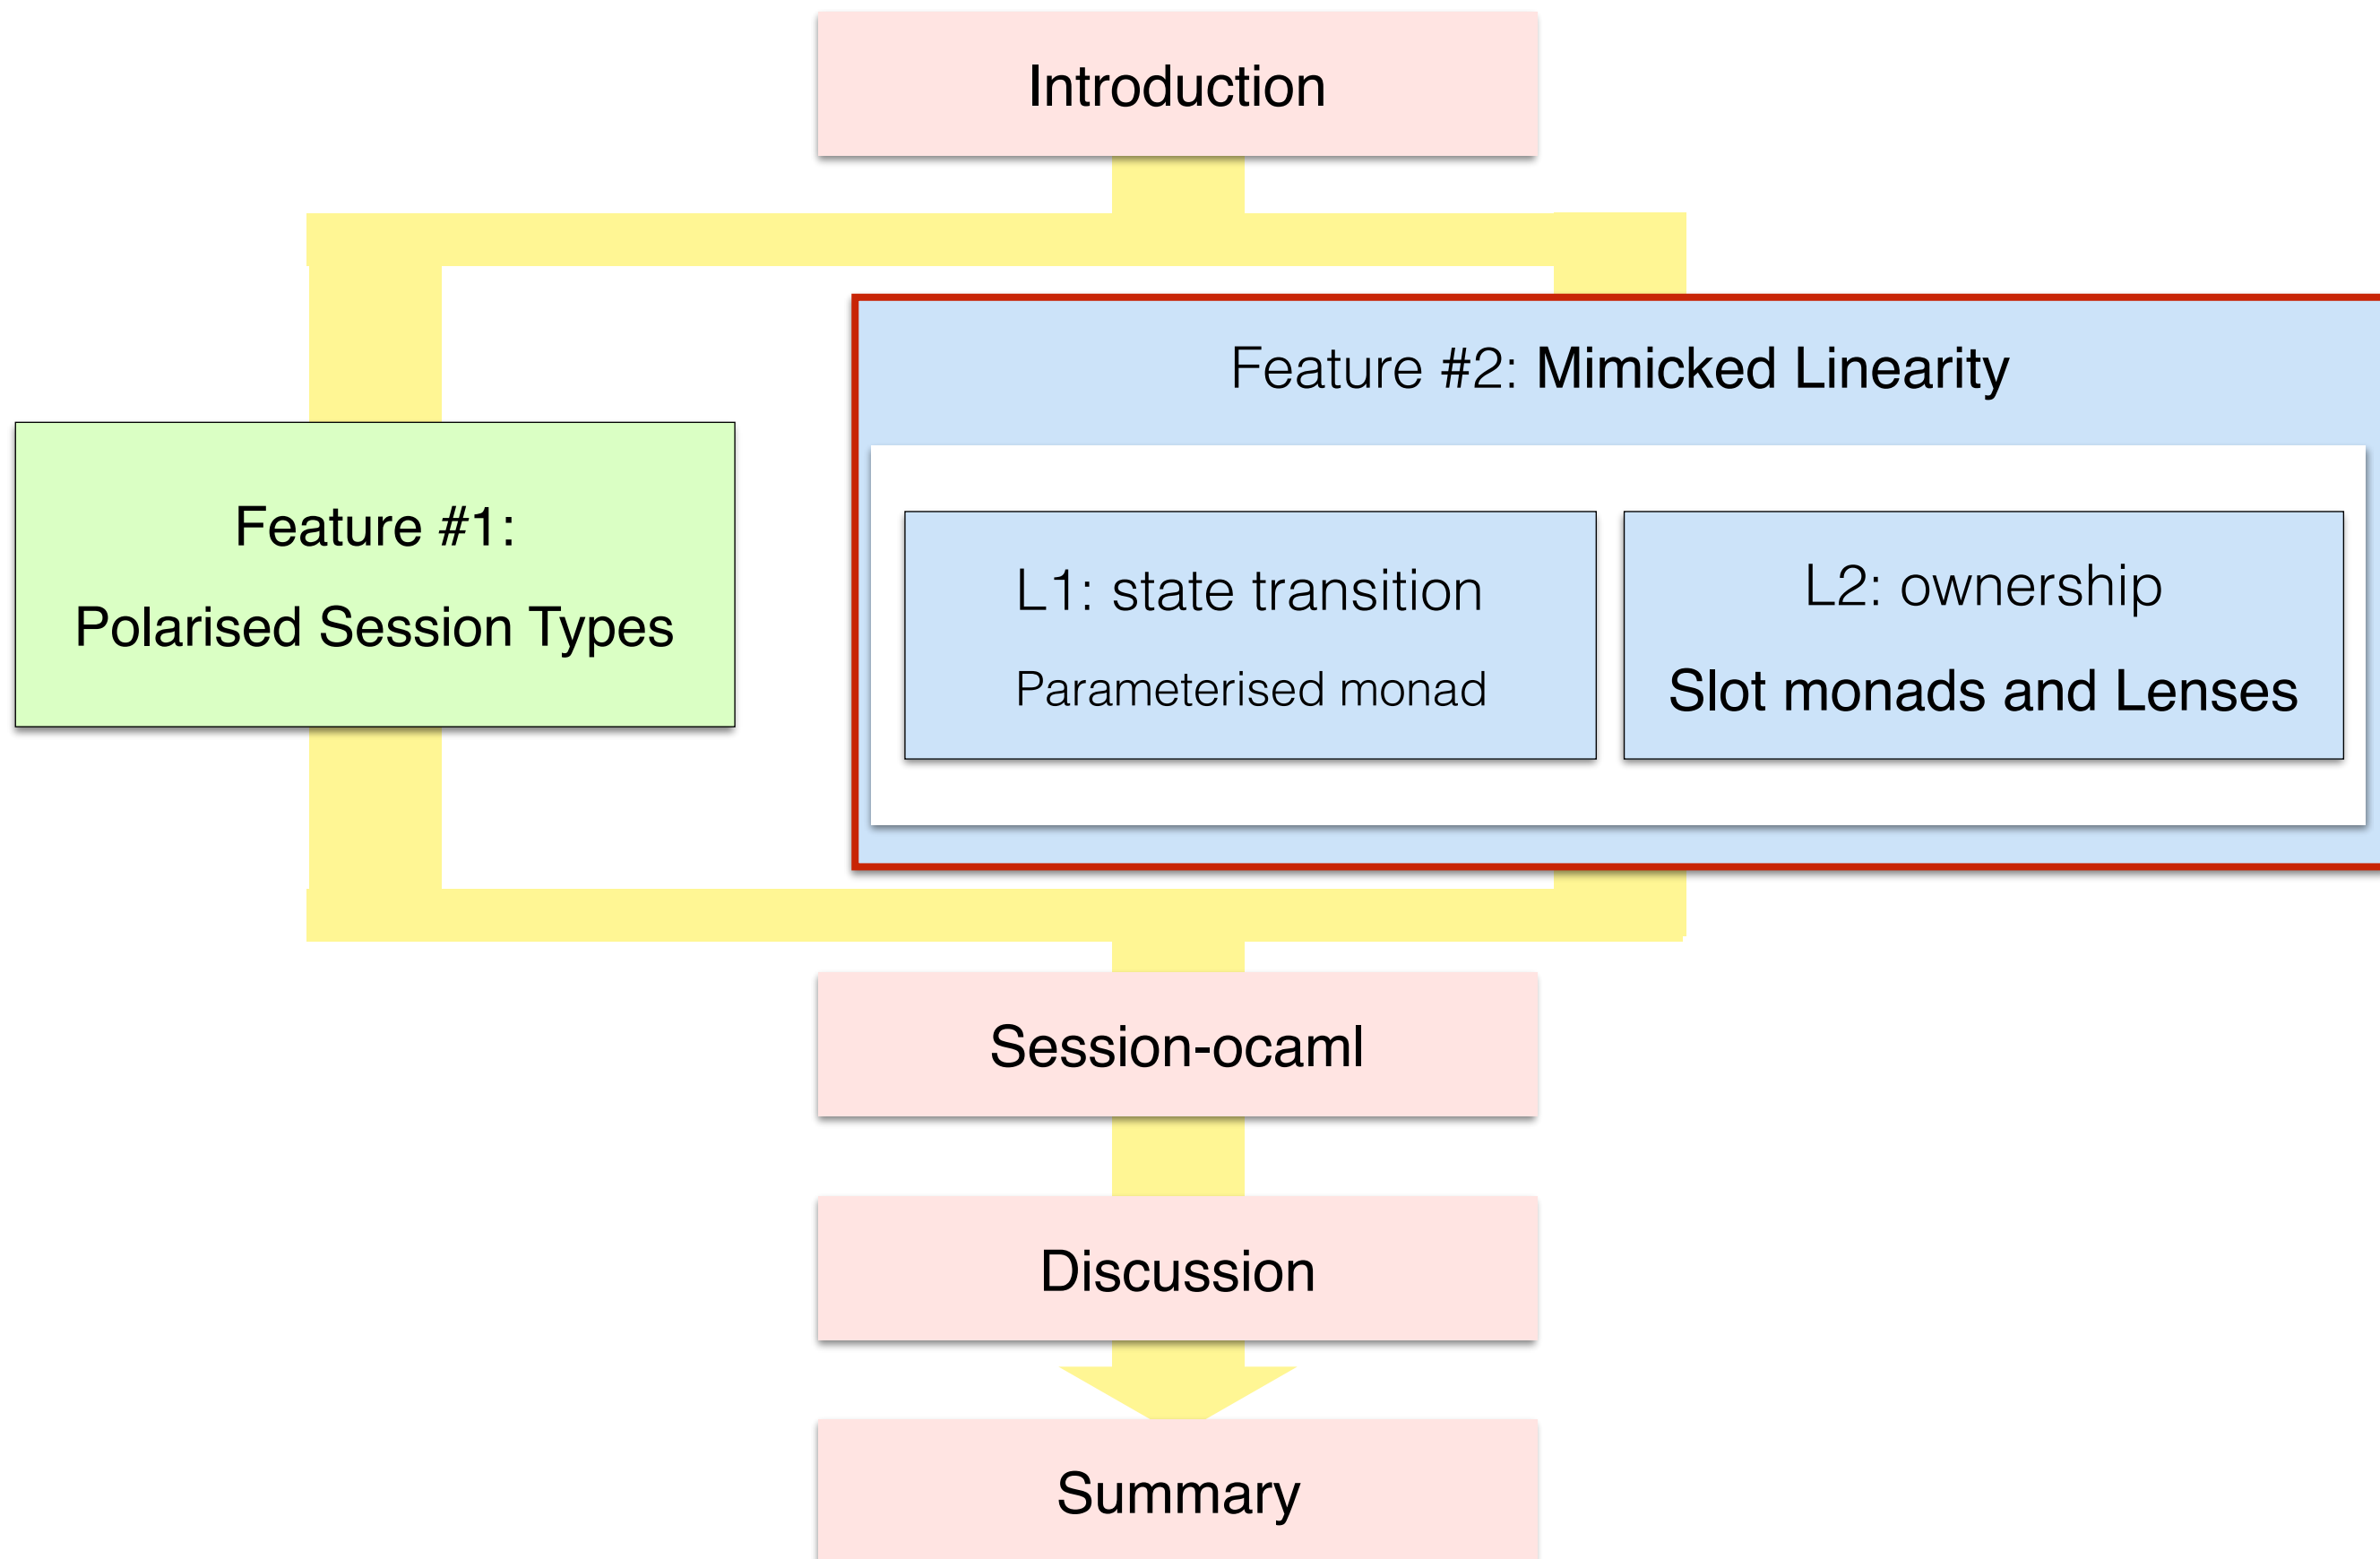 Introduction
Feature #1:
Polarised Session Types
Feature #2: Mimicked Linearity
L1: state transition
Parameterised monad
L2: ownership
Slot monads and Lenses
Session-ocaml
Discussion
Summary